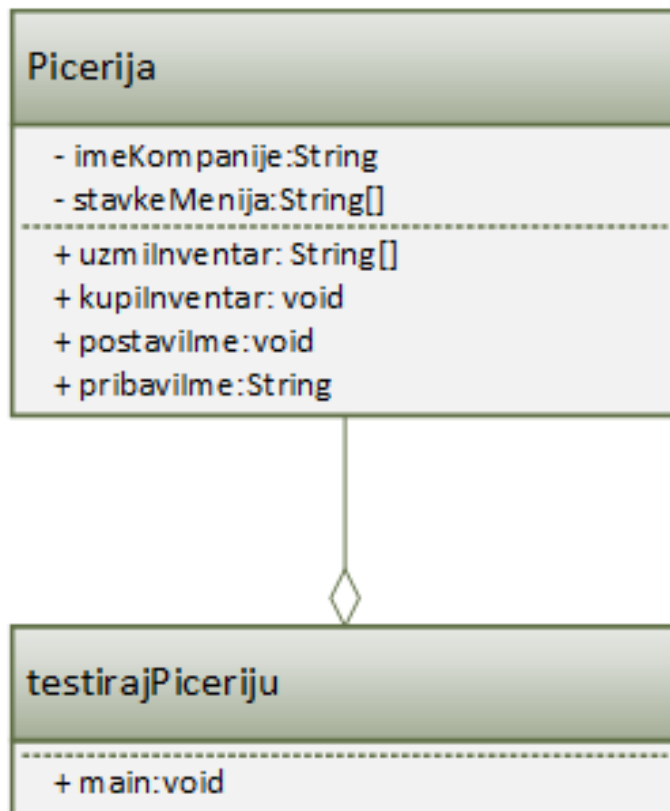 Picerija
- imeKompanije:String
- stavkeMenija:String[]
+ uzmiInventar: String[]
+ kupiInventar: void
+ postaviIme:void
+ pribaviIme:String
testirajPiceriju
+ main:void